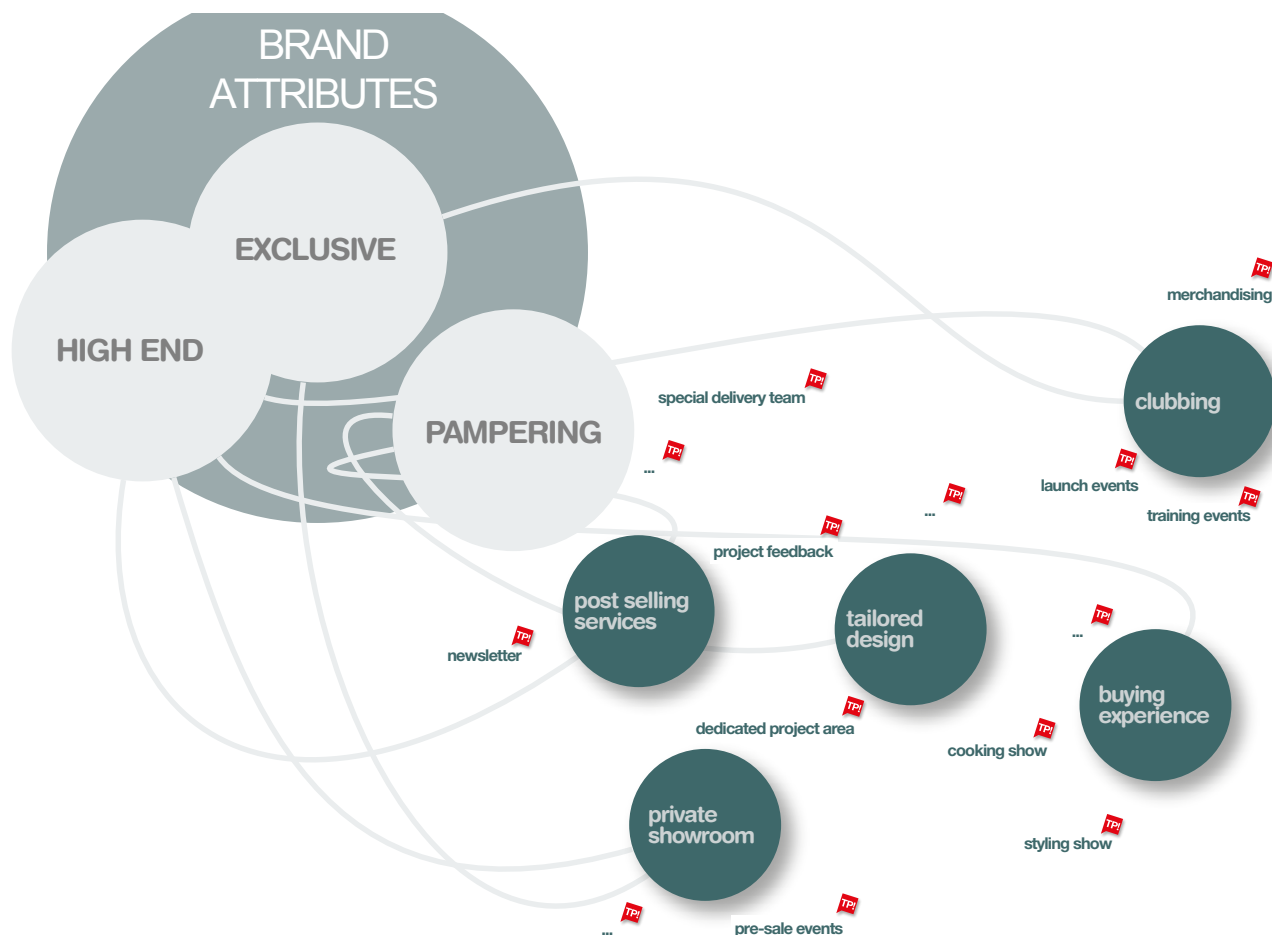 BRAND
ATTRIBUTES
EXCLUSIVE
HIGH END
PAMPERING
TP!
merchandising
clubbing
TP!
special delivery team
TP!
...
TP!
launch events
TP!
training events
TP!
...
TP!
project feedback
post selling
services
tailored
design
TP!
newsletter
TP!
...
buying
experience
TP!
dedicated project area
TP!
cooking show
private
showroom
TP!
styling show
TP!
...
TP!
pre-sale events